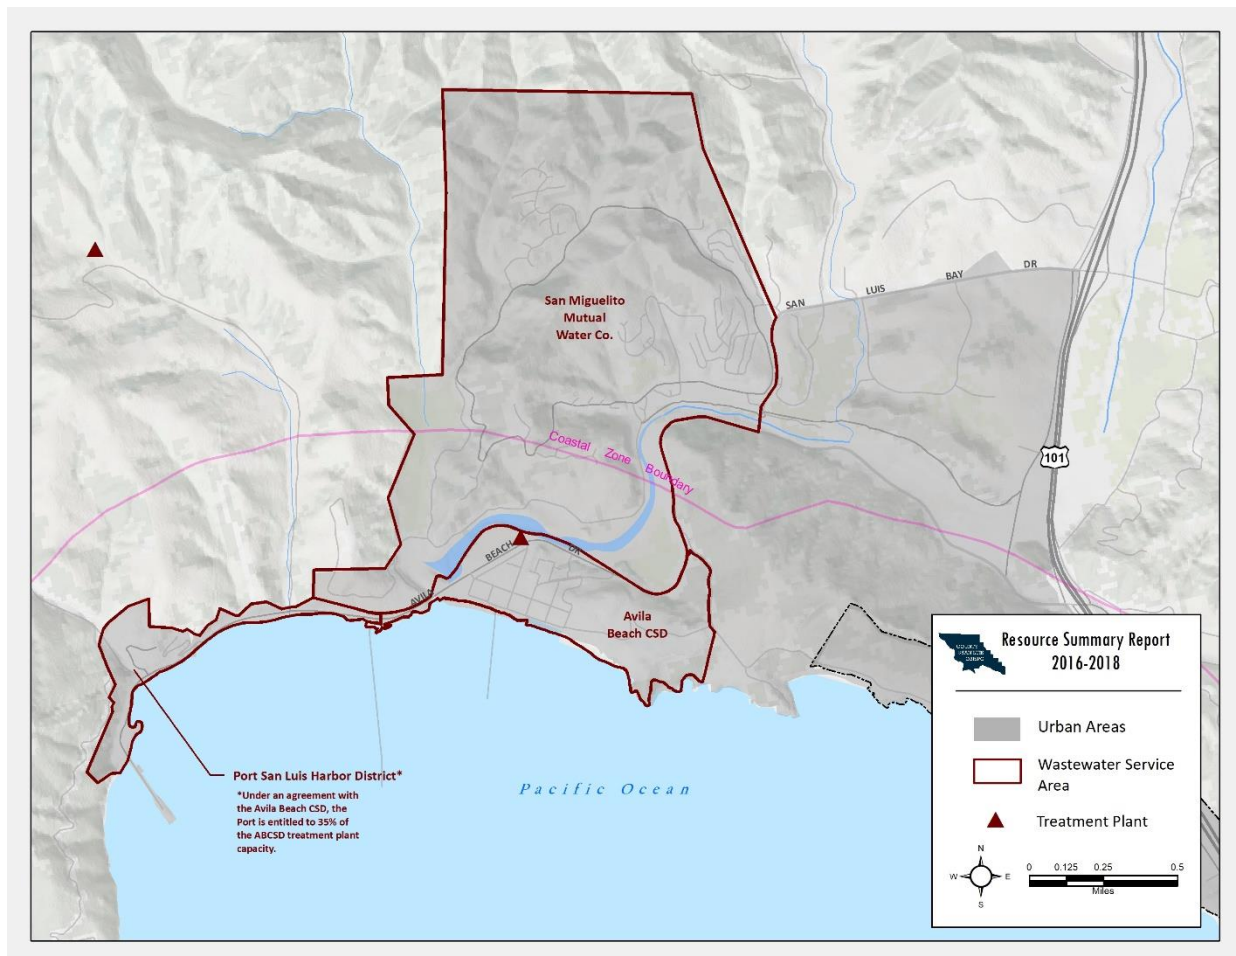 San Miguelito
Mutual
Water Co.
SAN LUIS BAY DR
Coastal Zone Boundary
101
AVILA BEACH DR
Avila
Beach CSD
Port San Luis Harbor District*
*Under an agreement with
the Avila Beach CSD, the
Port is entitled to 35% of
the ABCSD treatment plant
capacity.
Pacific Ocean
Resource Summary Report
2016-2018
Urban Areas
Wastewater Service
Area
Treatment Plant
N
W E
S
0 0.125 0.25 0.5
Miles